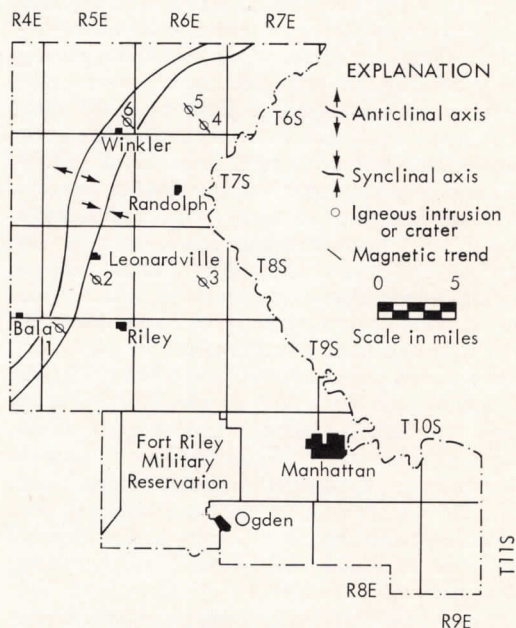 R4E R5E R6E R7E
EXPLANATION
Anticlinal axis
Synclinal axis
Igneous intrusion
or crater
Magnetic trend
0 5
Scale in miles
6
5
4
T6S
Winkler
T7S
Randolph
Leonardville
2
3
T8S
Bala
1
Riley
T9S
Fort Riley
Military
Reservation
T10S
Manhattan
Ogden
T11S
R8E
R9E